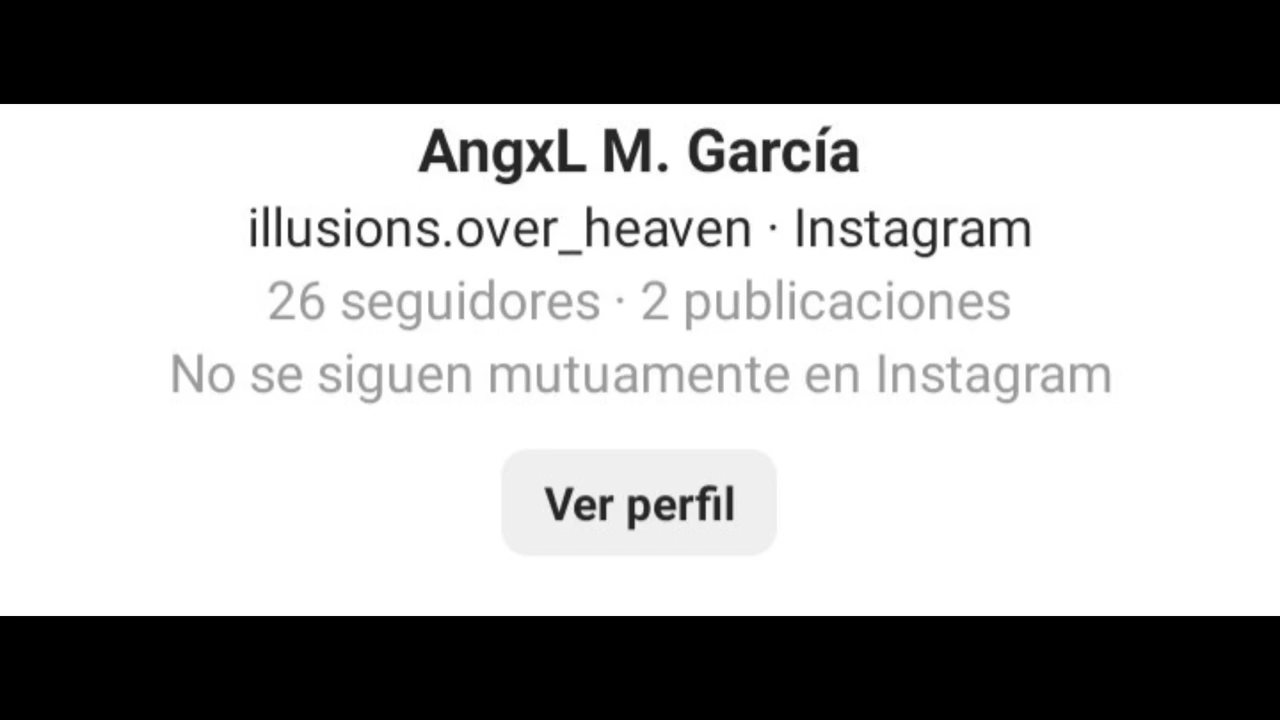 AngxL M. García
illusions.over_heaven · Instagram
26 seguidores · 2 publicaciones
No se siguen mutuamente en Instagram
Ver perfil